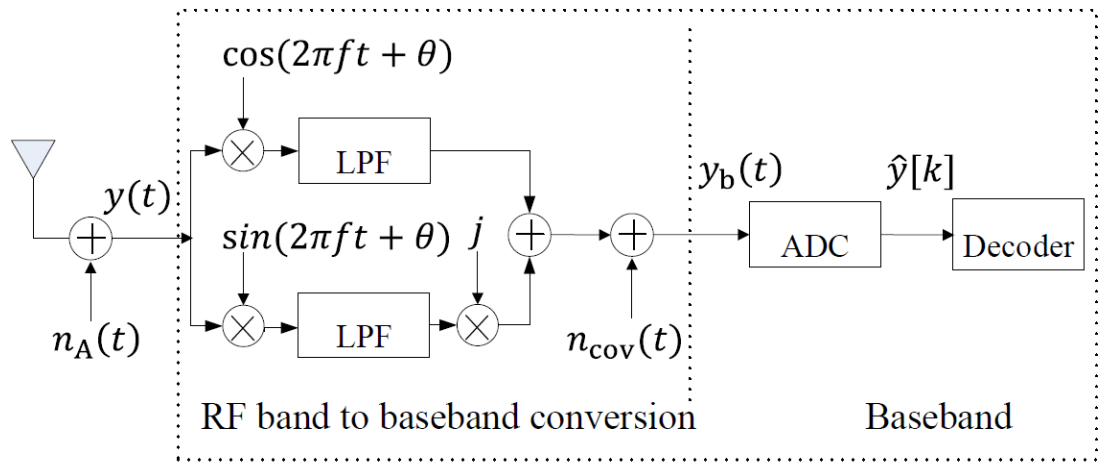 cos(2πft + θ)
LPF
y(t)
y_b(t)
ŷ[k]
sin(2πft + θ)
j
ADC
Decoder
LPF
n_A(t)
n_cov(t)
RF band to baseband conversion
Baseband